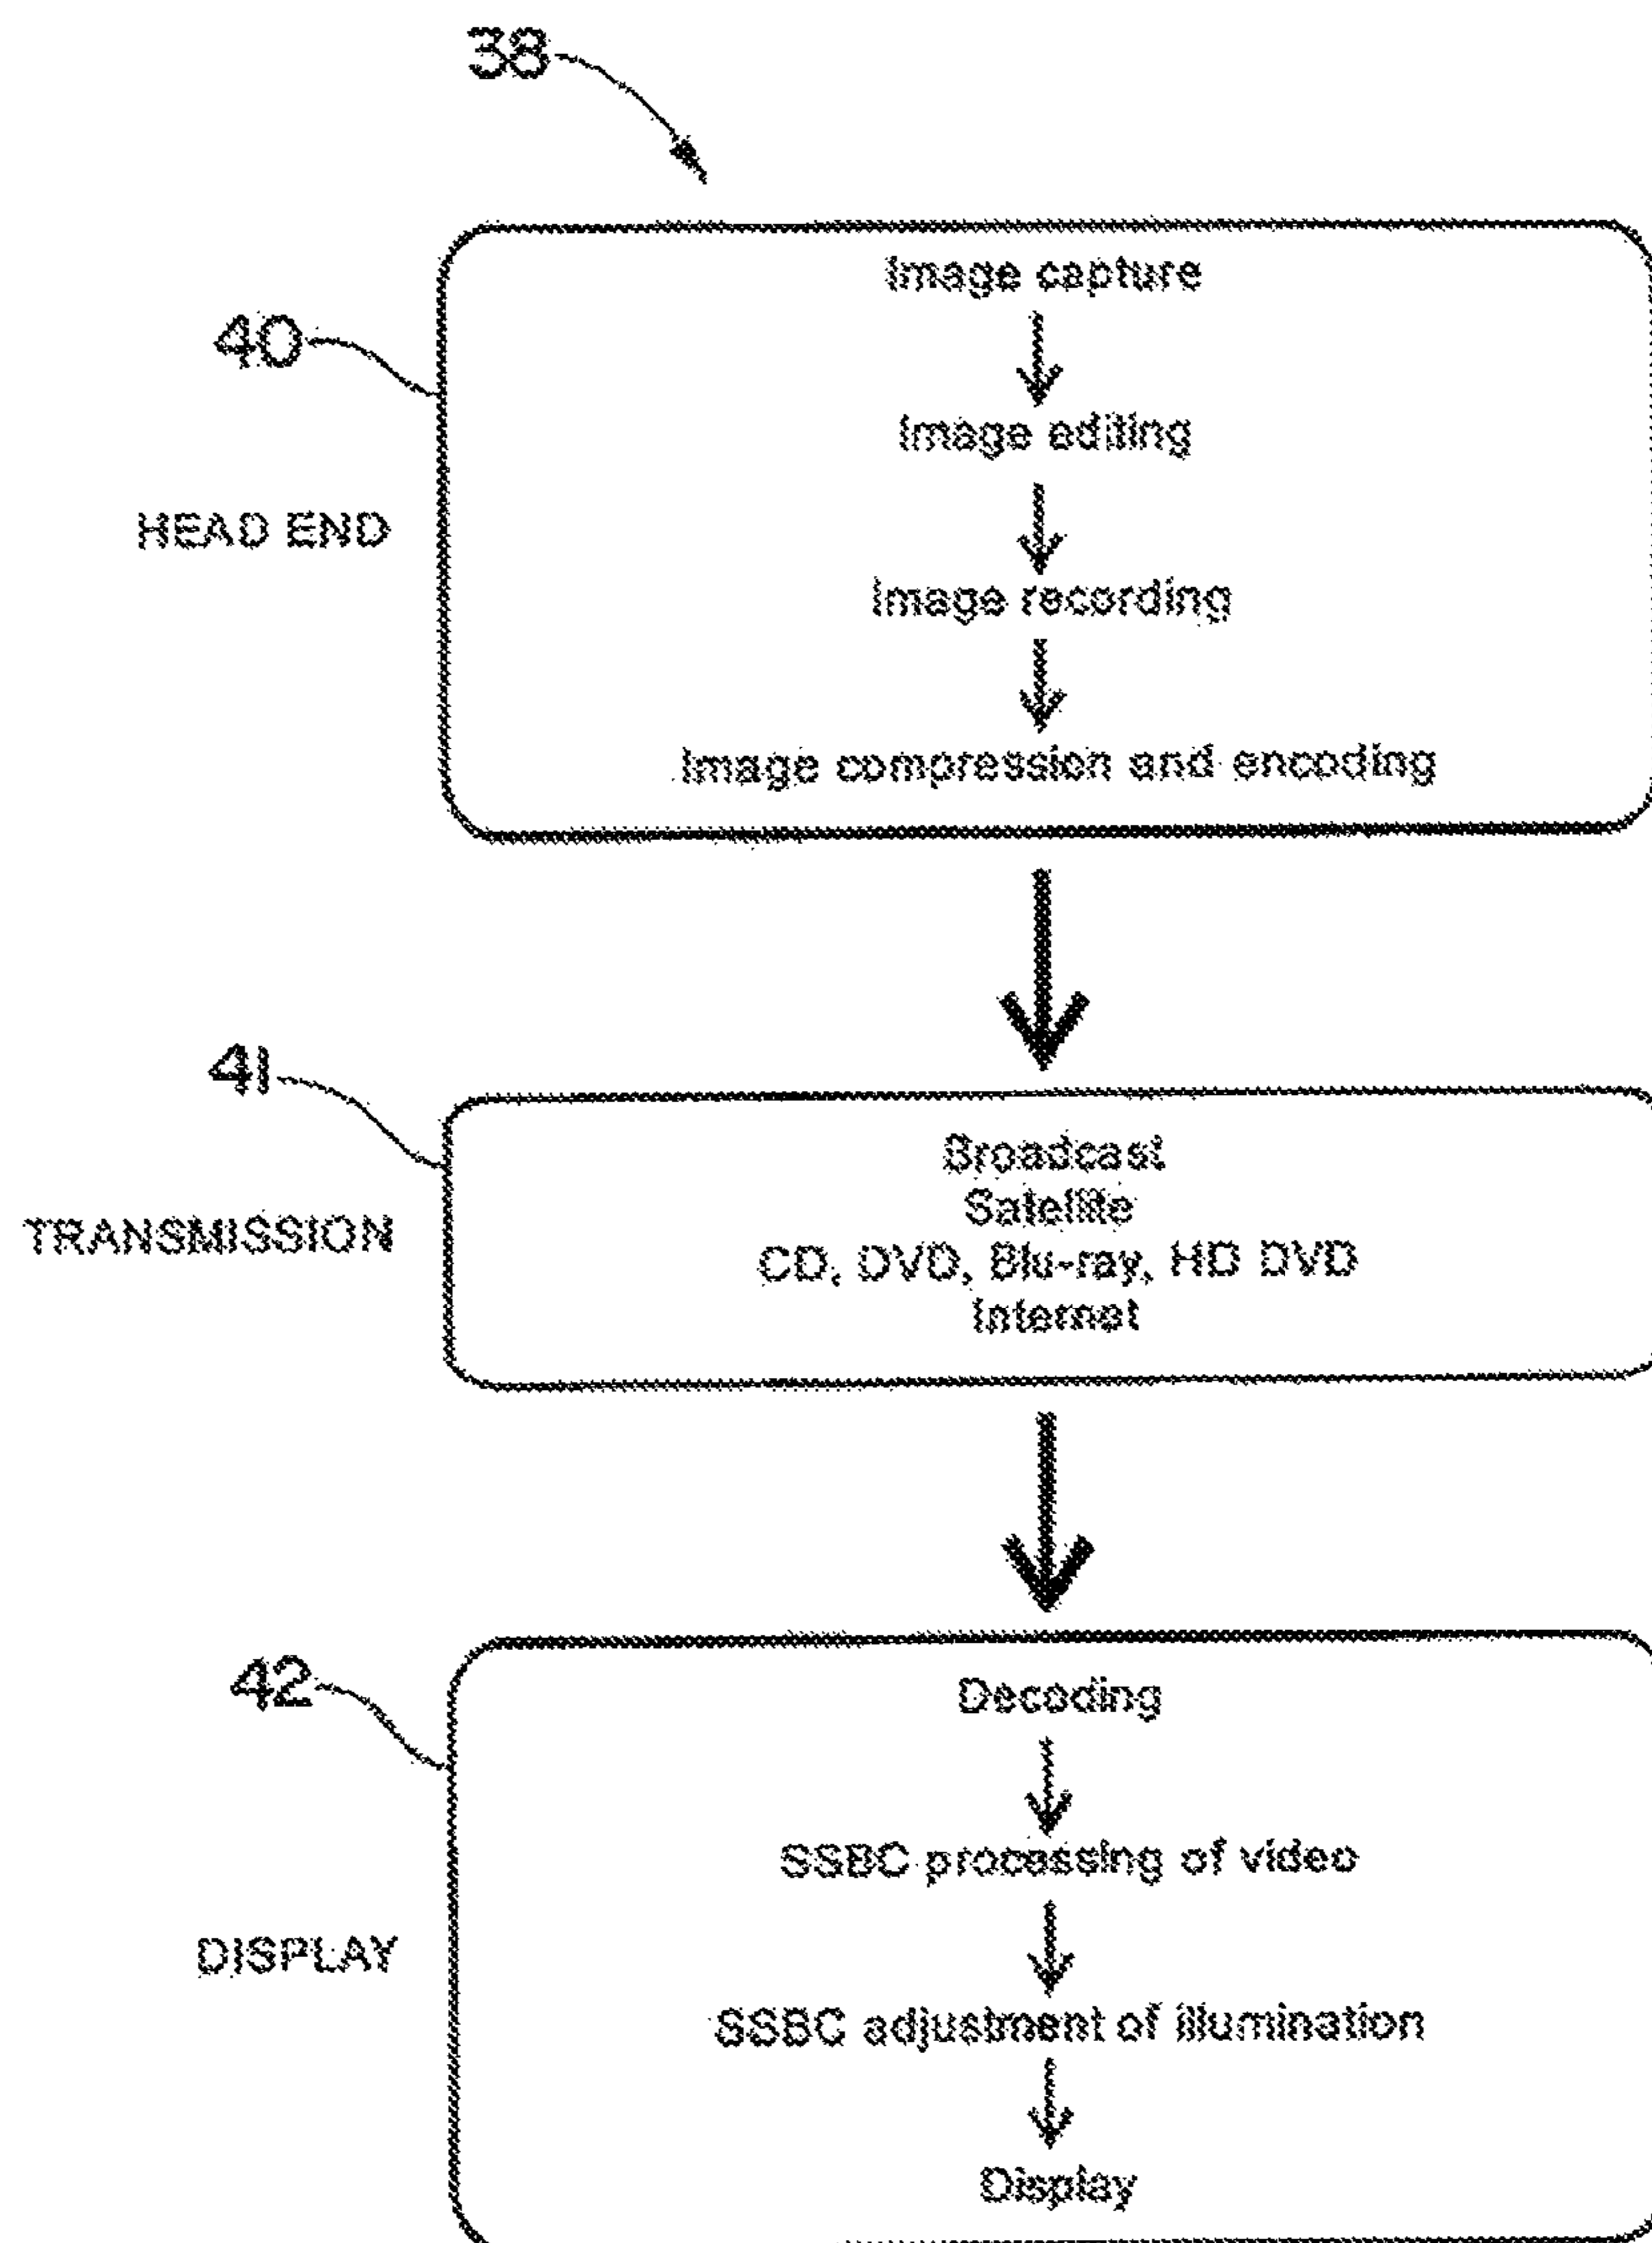 38
Image capture
40
Image editing
HEAD END
Image recording
Image compression and encoding
41
Broadcast
Satellite
TRANSMISSION
CD, DVD, Blu-ray, HD DVD
Internet
42
Decoding
SSBC processing of video
DISPLAY
SSBC adjustment of illumination
Display